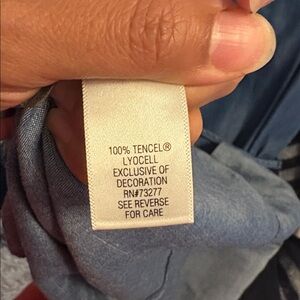 100% TENCEL®
LYOCELL
EXCLUSIVE OF
DECORATION
RN#73277
SEE REVERSE
FOR CARE